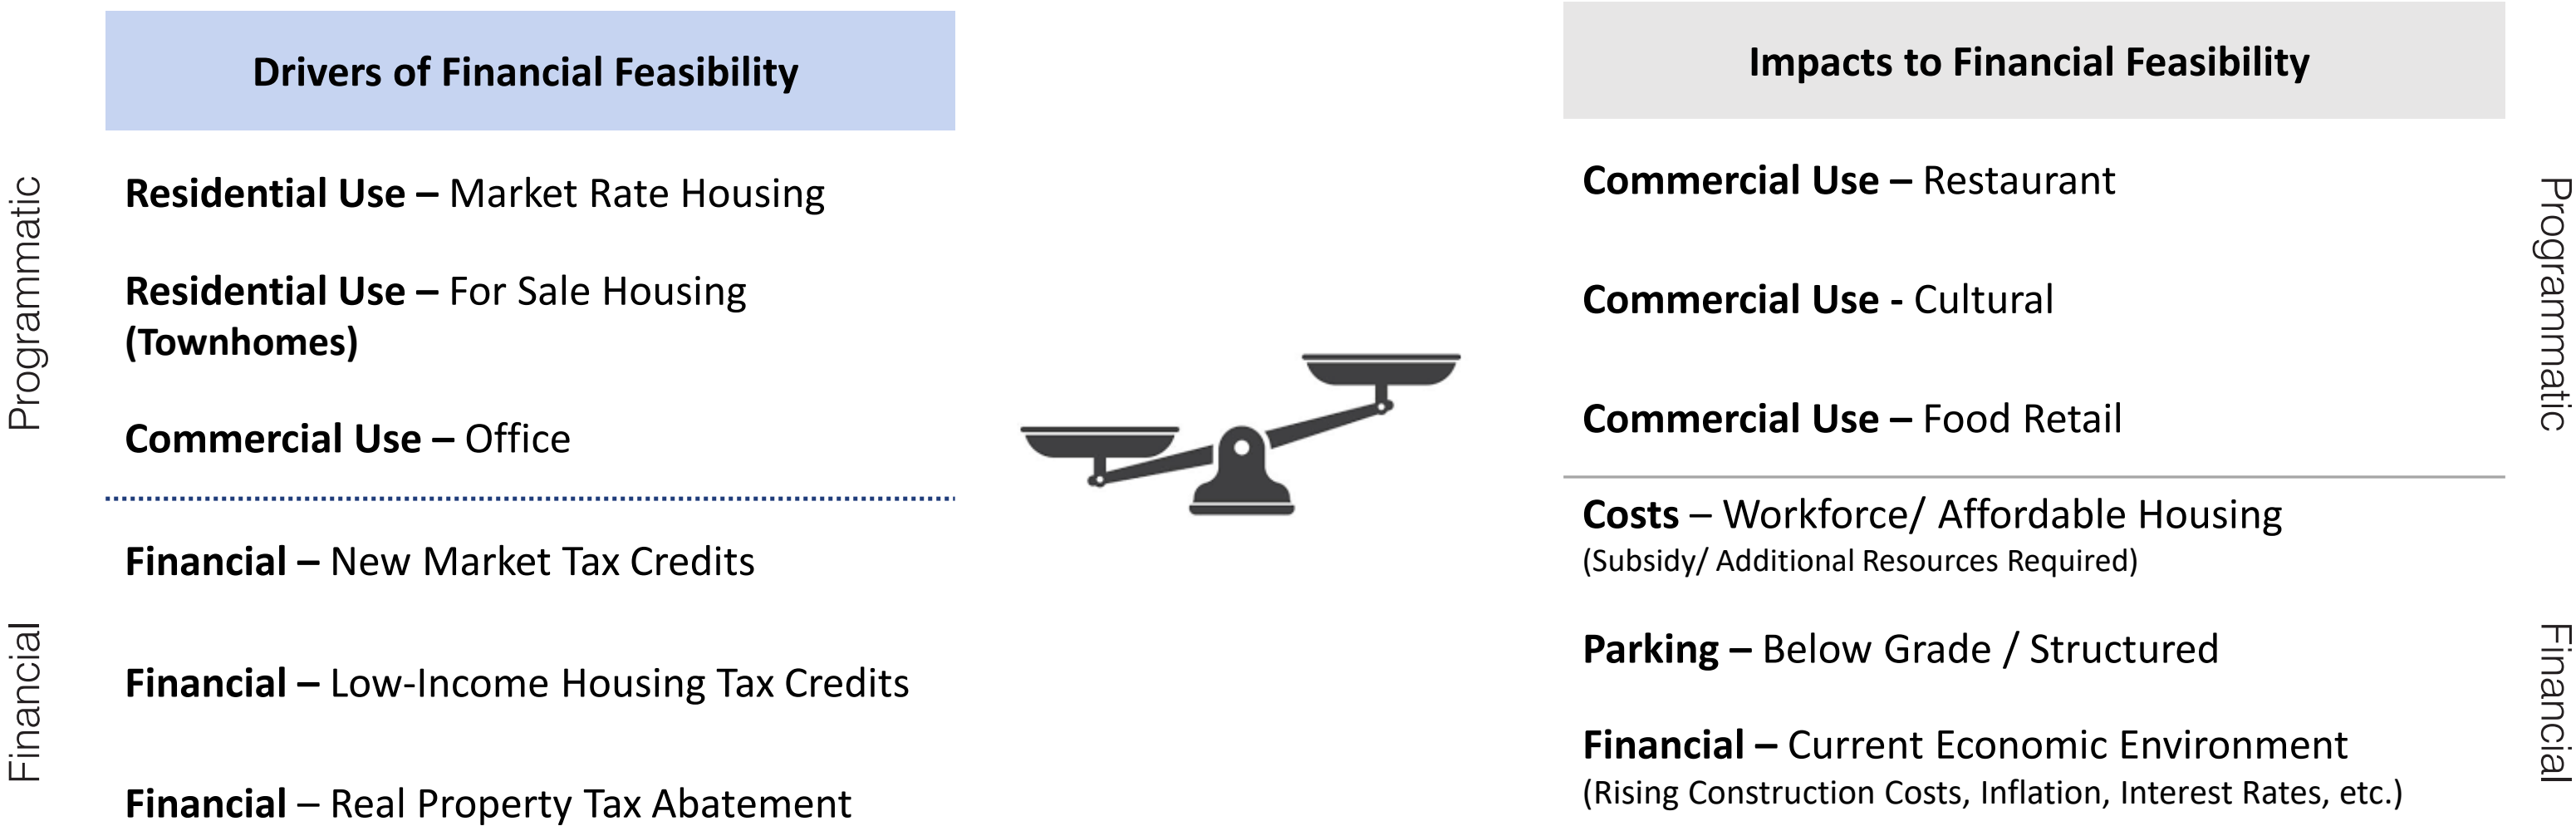 Drivers of Financial Feasibility
Programmatic
Residential Use – Market Rate Housing
Residential Use – For Sale Housing
(Townhomes)
Commercial Use – Office
Financial
Financial – New Market Tax Credits
Financial – Low-Income Housing Tax Credits
Financial – Real Property Tax Abatement
Impacts to Financial Feasibility
Programmatic
Commercial Use – Restaurant
Commercial Use - Cultural
Commercial Use – Food Retail
Financial
Costs – Workforce/ Affordable Housing
(Subsidy/ Additional Resources Required)
Parking – Below Grade / Structured
Financial – Current Economic Environment
(Rising Construction Costs, Inflation, Interest Rates, etc.)